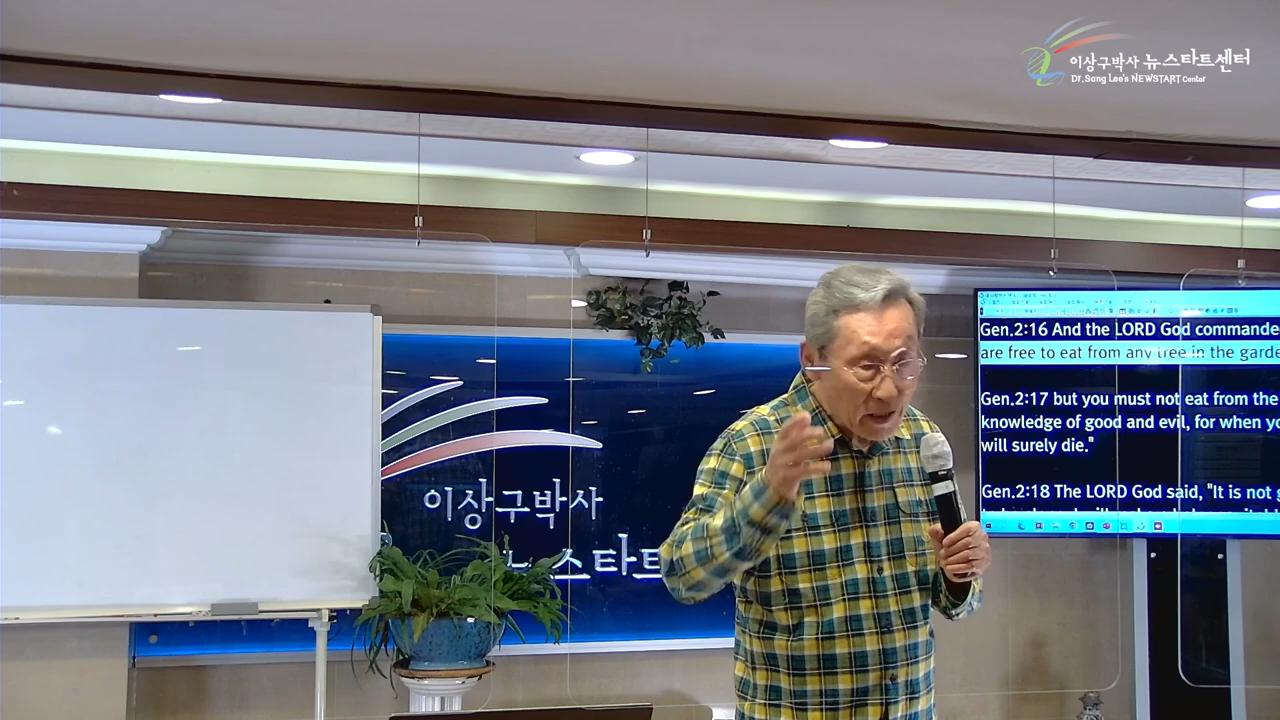 이상구박사 뉴스타트센터
Dr. Sang Lee's NEWSTART Center
이상구박사
뉴스타트
Gen.2:16 And the LORD God commande
are free to eat from any tree in the garde
Gen.2:17 but you must not eat from the
knowledge of good and evil, for when yo
will surely die."
Gen.2:18 The LORD God said, "It is not g